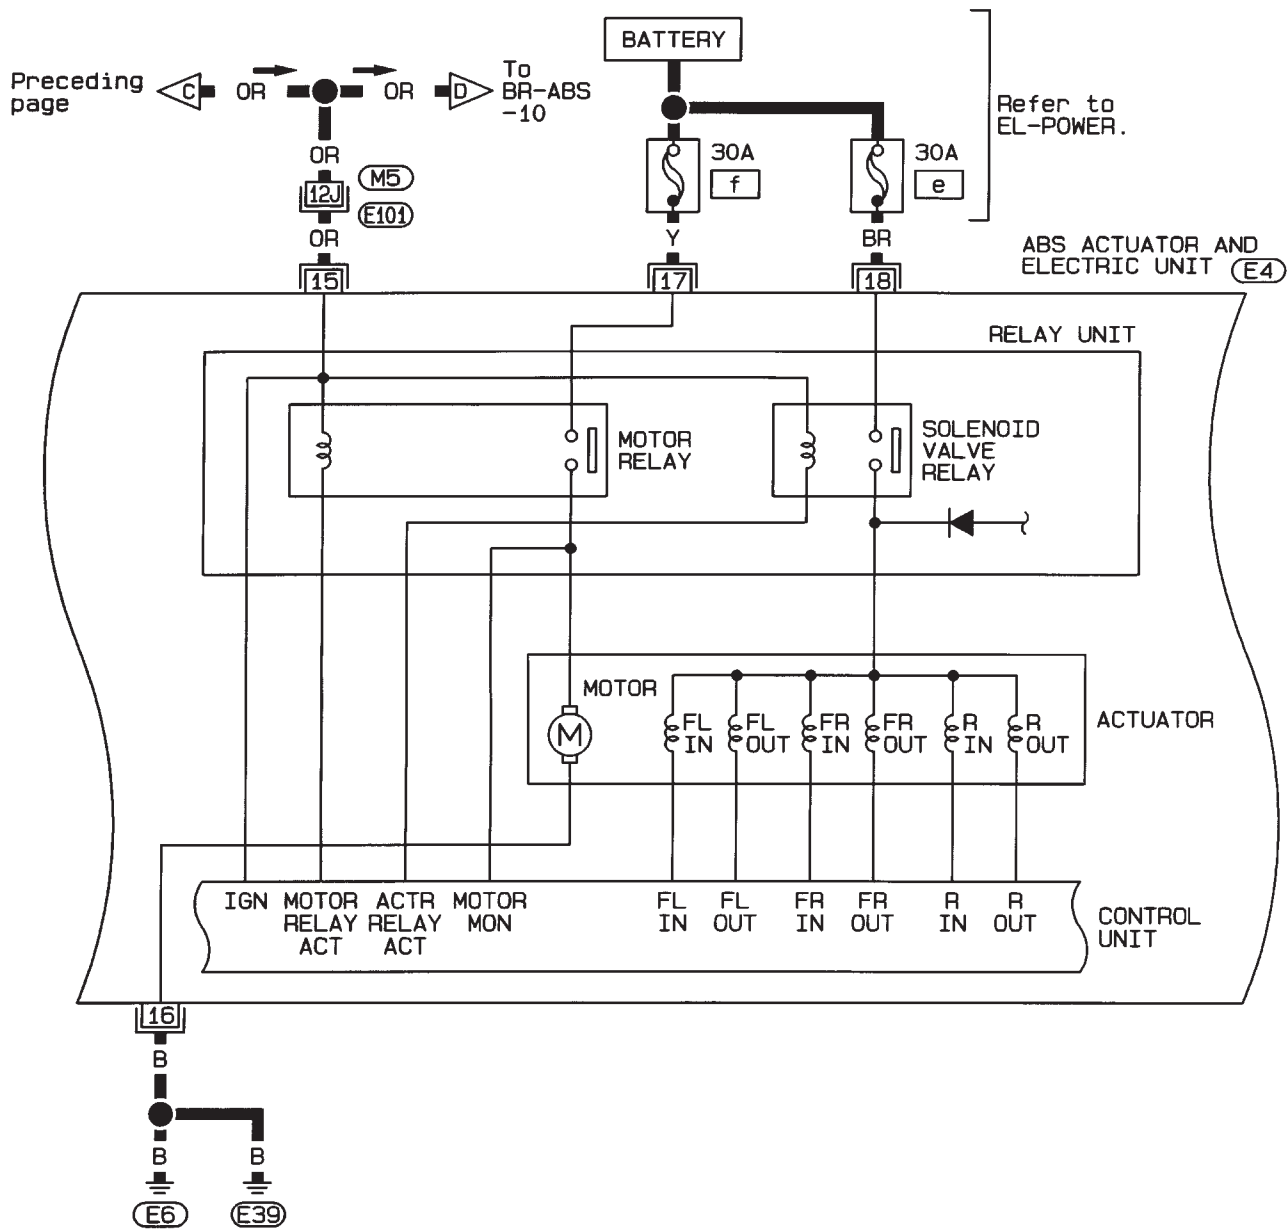 BATTERY
Preceding
page
C
OR
OR
D
To
BR-ABS
-10
Refer to
EL-POWER.
30A
f
30A
e
OR
12J
M5
E101
OR
Y
BR
15
17
18
ABS ACTUATOR AND
ELECTRIC UNIT
E4
RELAY UNIT
MOTOR
RELAY
SOLENOID
VALVE
RELAY
MOTOR
M
FL
IN
FL
OUT
FR
IN
FR
OUT
R
IN
R
OUT
ACTUATOR
IGN
MOTOR
RELAY
ACT
ACTR
RELAY
ACT
MOTOR
MON
FL
IN
FL
OUT
FR
IN
FR
OUT
R
IN
R
OUT
CONTROL
UNIT
16
B
B
B
E6
E39